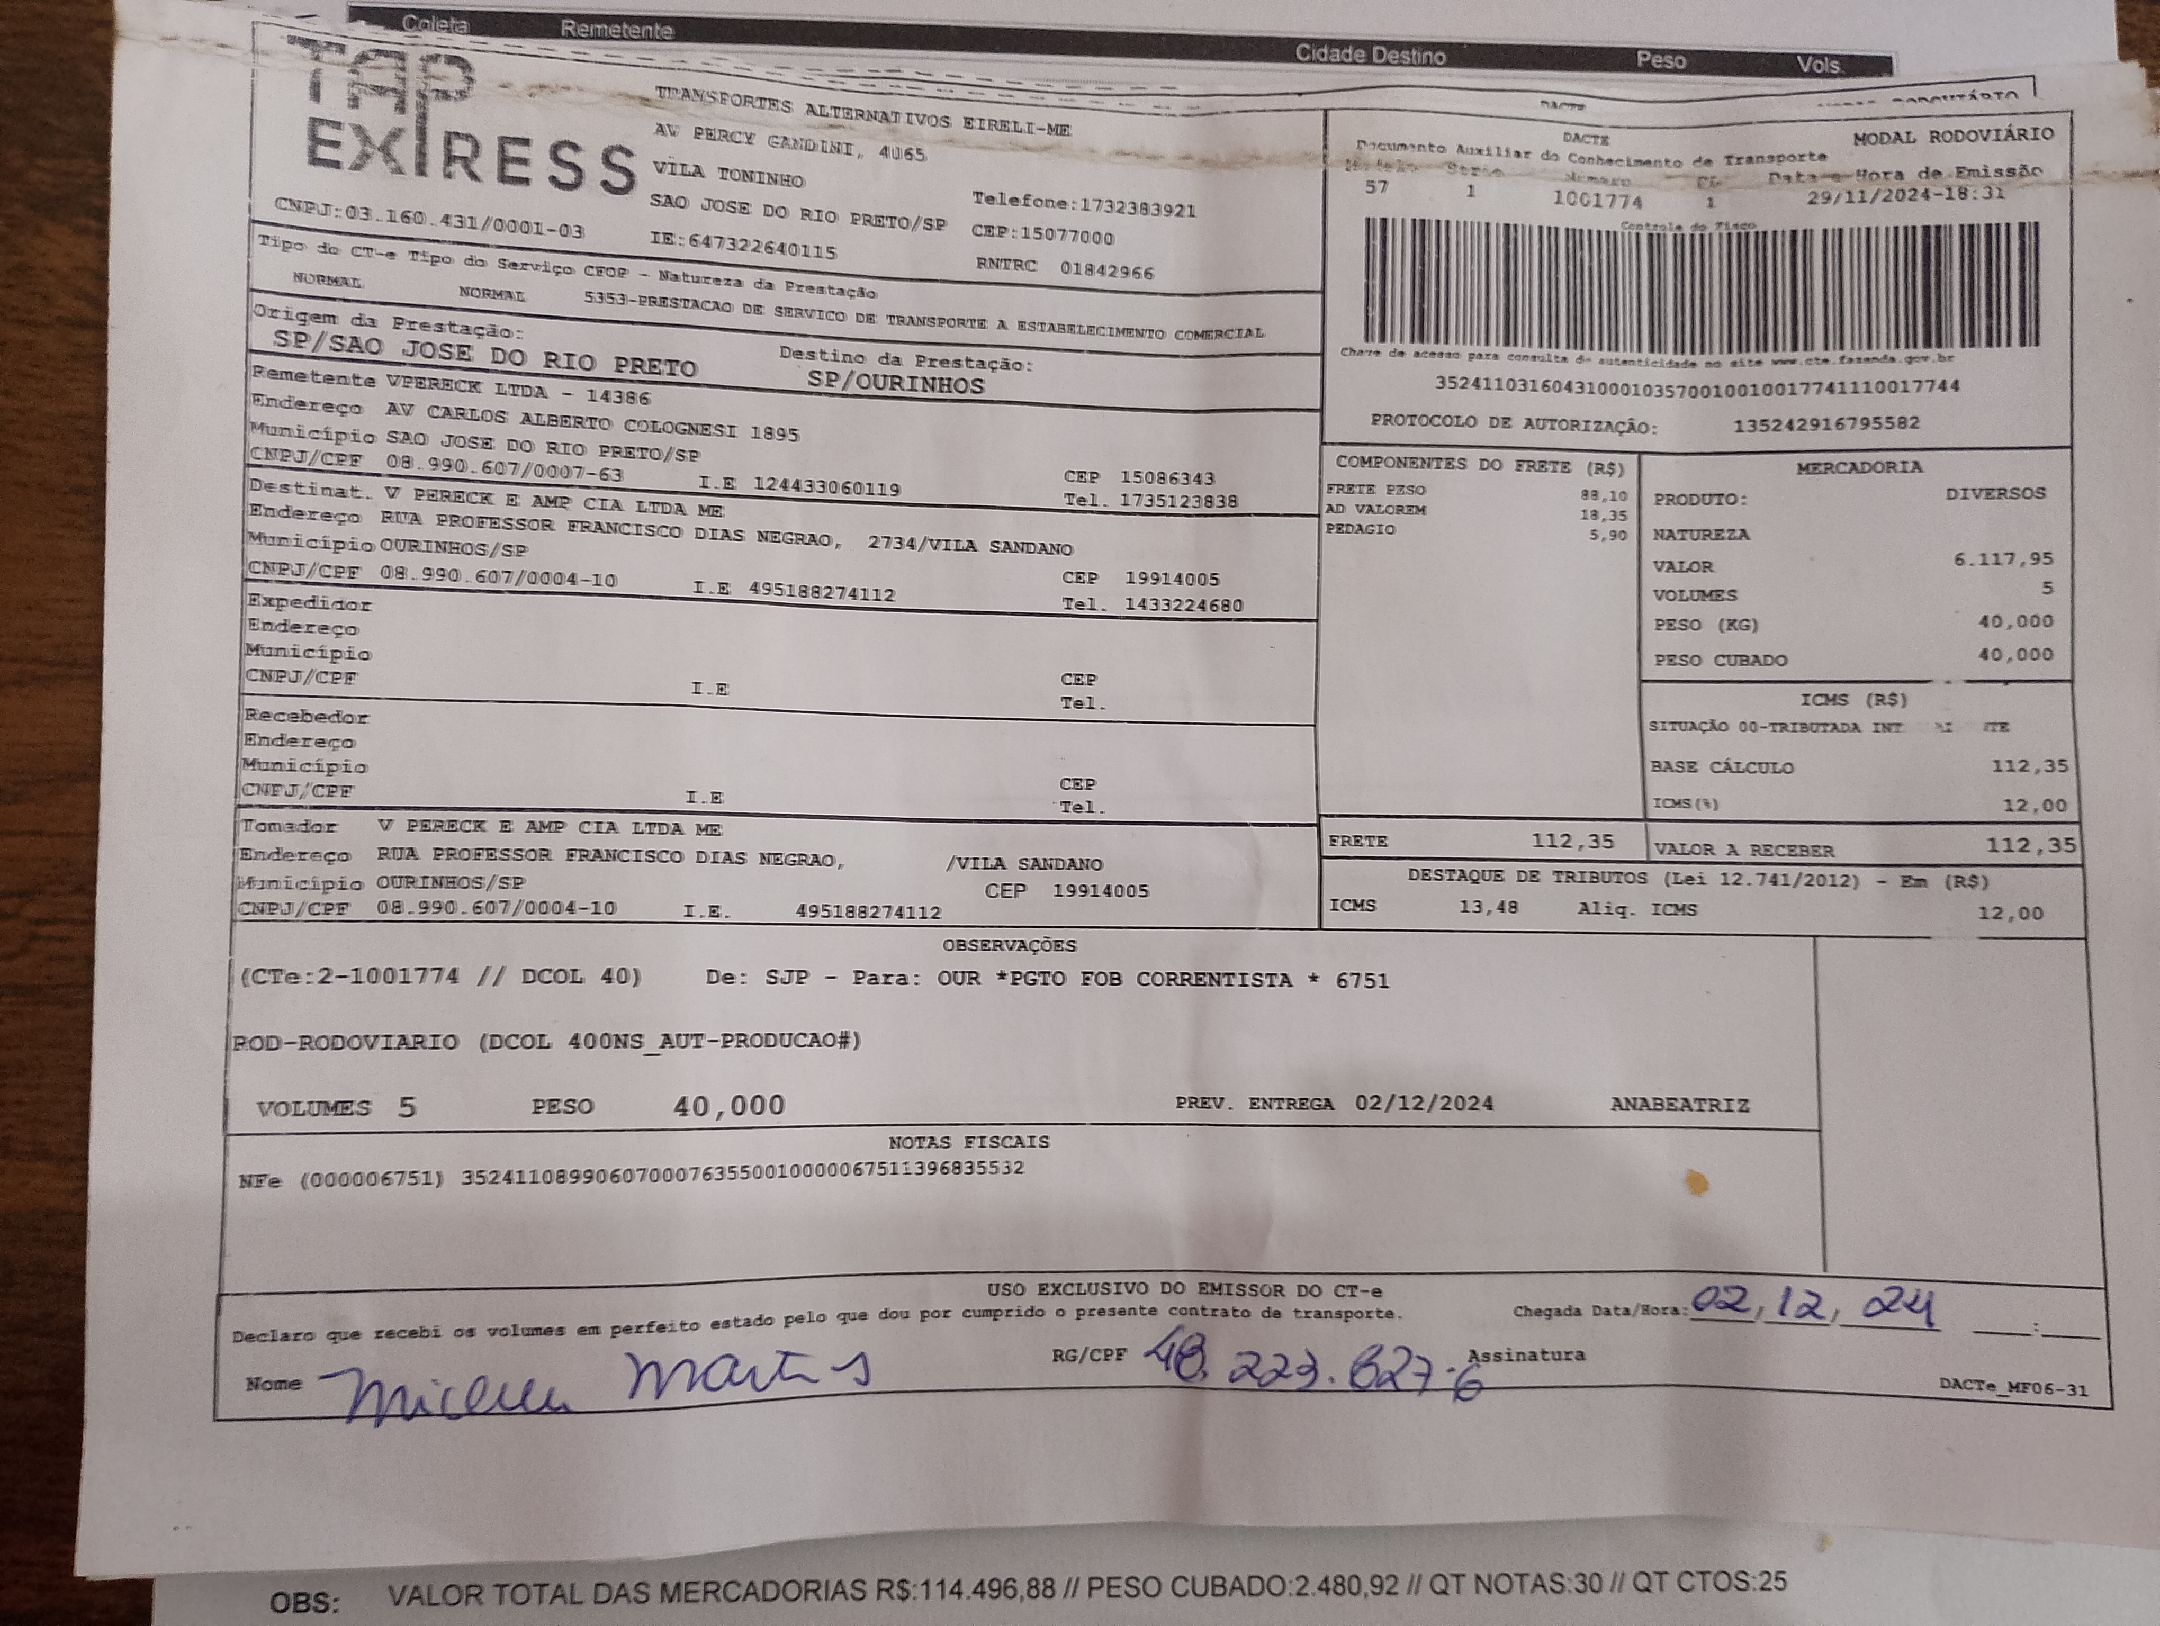 Coleta Remetente Cidade Destino Peso Vols
TAP EXPRESS
TRANSPORTES ALTERNATIVOS EIRELI-ME
AV PERCY GANDINI, 4065
VILA TONINHO
SAO JOSE DO RIO PRETO/SP
Telefone:1732383921
CEP:15077000
CNPJ:03.160.431/0001-03 IE:647322640115 RNTRC 01842966
DACTE
MODAL RODOVIÁRIO
DACTE
Documento Auxiliar do Conhecimento de Transporte
Modelo Serie Numero Fl Data e Hora de Emissão
57 1 1001774 1 29/11/2024-18:31
Controle do Fisco
Chave de acesso para consulta de autenticidade no site www.cte.fazenda.gov.br
35241103160431000103570010010017741110017744
PROTOCOLO DE AUTORIZAÇÃO: 135242916795582
Tipo do CT-e Tipo do Serviço CFOP - Natureza da Prestação
NORMAL NORMAL 5353-PRESTACAO DE SERVICO DE TRANSPORTE A ESTABELECIMENTO COMERCIAL
Origem da Prestação: Destino da Prestação:
SP/SAO JOSE DO RIO PRETO SP/OURINHOS
Remetente VPERECK LTDA - 14386
Endereço AV CARLOS ALBERTO COLOGNESI 1895
Município SAO JOSE DO RIO PRETO/SP CEP 15086343
CNPJ/CPF 08.990.607/0007-63 I.E 124433060119 Tel. 1735123838
Destinat. V PERECK E AMP CIA LTDA ME
Endereço RUA PROFESSOR FRANCISCO DIAS NEGRAO, 2734/VILA SANDANO
Município OURINHOS/SP CEP 19914005
CNPJ/CPF 08.990.607/0004-10 I.E 495188274112 Tel. 1433224680
Expedidor
Endereço
Município CEP
CNPJ/CPF I.E Tel.
Recebedor
Endereço
Município CEP
CNPJ/CPF I.E Tel.
Tomador V PERECK E AMP CIA LTDA ME
Endereço RUA PROFESSOR FRANCISCO DIAS NEGRAO, /VILA SANDANO
Município OURINHOS/SP CEP 19914005
CNPJ/CPF 08.990.607/0004-10 I.E. 495188274112
COMPONENTES DO FRETE (R$)
FRETE PESO 88,10
AD VALOREM 18,35
PEDAGIO 5,90
MERCADORIA
PRODUTO: DIVERSOS
NATUREZA
VALOR 6.117,95
VOLUMES 5
PESO (KG) 40,000
PESO CUBADO 40,000
ICMS (R$)
SITUAÇÃO 00-TRIBUTADA INT
BASE CÁLCULO 112,35
ICMS(%) 12,00
FRETE 112,35 VALOR A RECEBER 112,35
DESTAQUE DE TRIBUTOS (Lei 12.741/2012) - Em (R$)
ICMS 13,48 Aliq. ICMS 12,00
OBSERVAÇÕES
(CTe:2-1001774 // DCOL 40) De: SJP - Para: OUR *PGTO FOB CORRENTISTA * 6751
ROD-RODOVIARIO (DCOL 400NS_AUT-PRODUCAO#)
VOLUMES 5 PESO 40,000 PREV. ENTREGA 02/12/2024 ANABEATRIZ
NOTAS FISCAIS
NFe (000006751) 35241108990607000763550010000067511396835532
USO EXCLUSIVO DO EMISSOR DO CT-e
Declaro que recebi os volumes em perfeito estado pelo que dou por cumprido o presente contrato de transporte. Chegada Data/Hora: 02, 12, 24 :
Nome Martins RG/CPF 48.223.827-6 Assinatura
DACTe_MF06-31
OBS: VALOR TOTAL DAS MERCADORIAS R$:114.496,88 // PESO CUBADO:2.480,92 // QT NOTAS:30 // QT CTOS:25